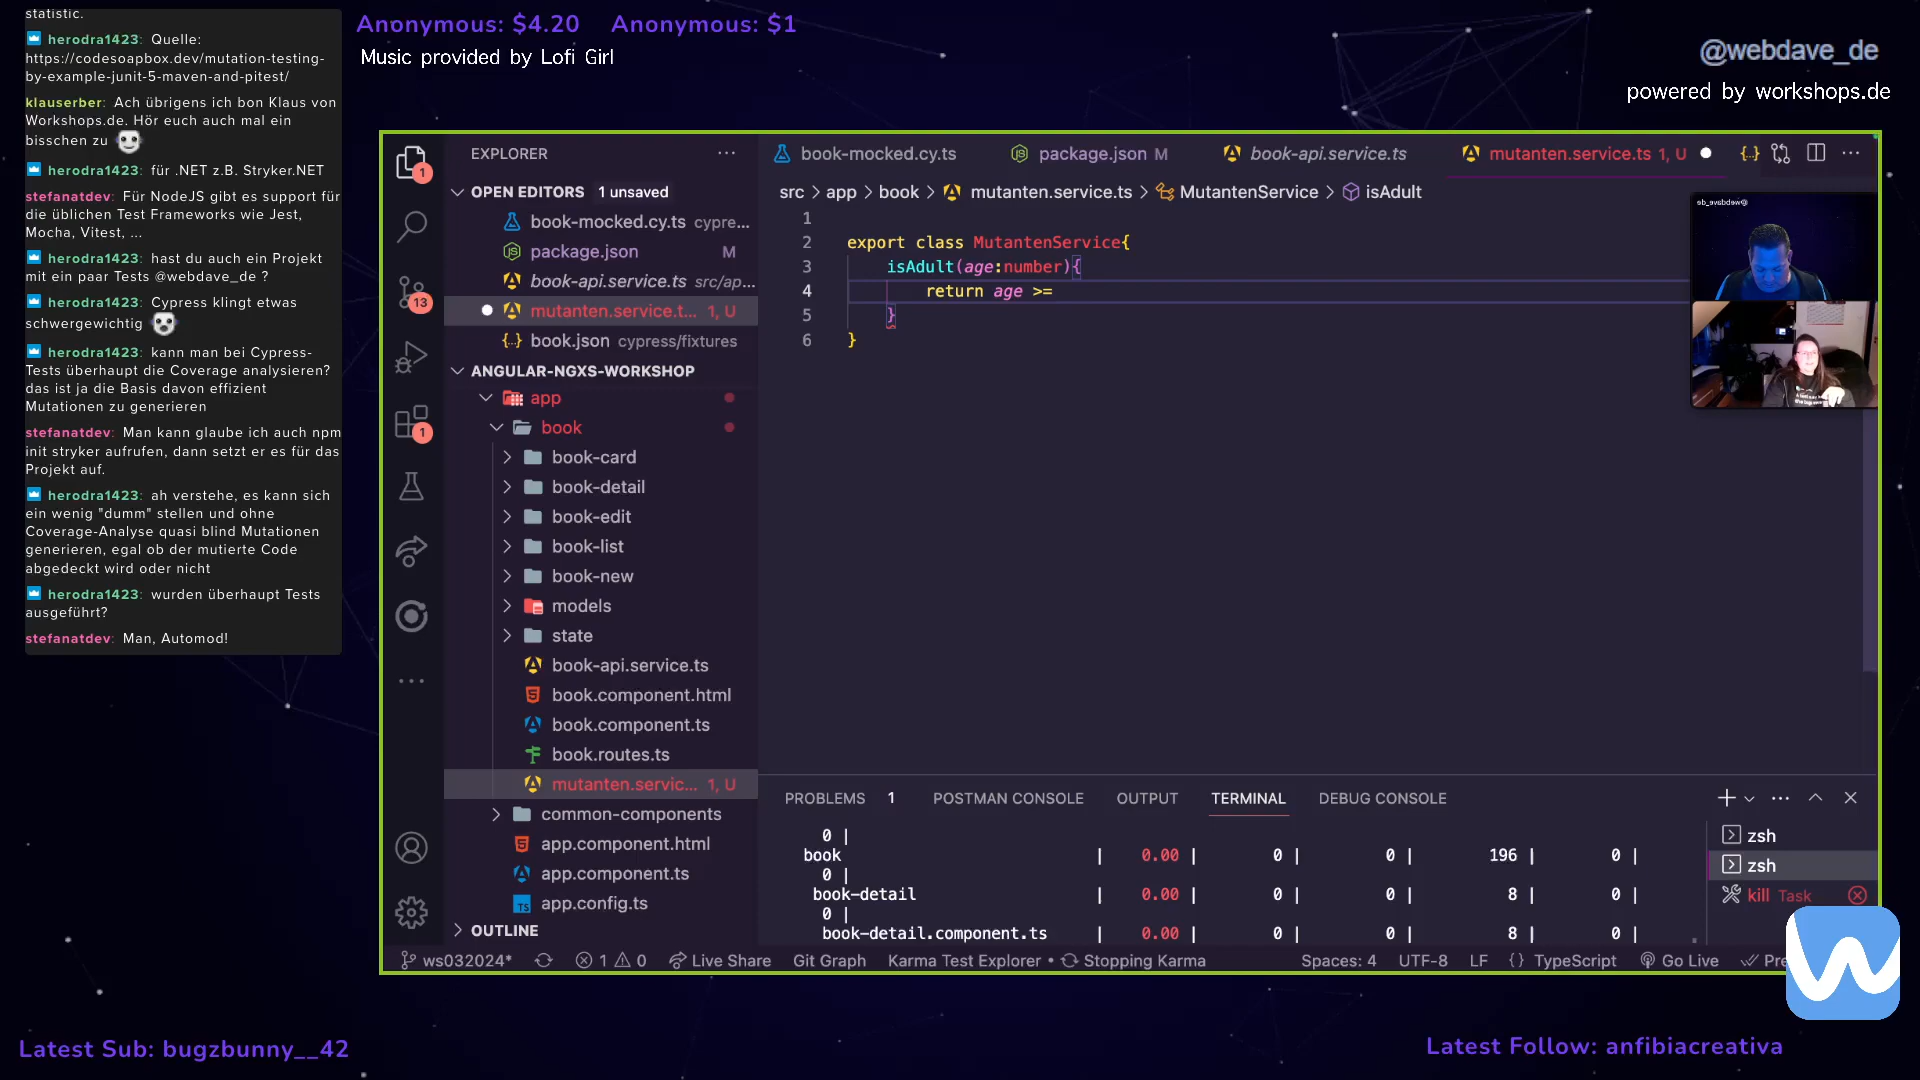 statistic.
herodra1423: Quelle:
https://codesoapbox.dev/mutation-testing-
by-example-junit-5-maven-and-pitest/
klauserber: Ach übrigens ich bon Klaus von
Workshops.de. Hör euch auch mal ein
bisschen zu
herodra1423: für .NET z.B. Stryker.NET
stefanatdev: Für NodeJS gibt es support für
die üblichen Test Frameworks wie Jest,
Mocha, Vitest, ...
herodra1423: hast du auch ein Projekt
mit ein paar Tests @webdave_de ?
herodra1423: Cypress klingt etwas
schwergewichtig
herodra1423: kann man bei Cypress-
Tests überhaupt die Coverage analysieren?
das ist ja die Basis davon effizient
Mutationen zu generieren
stefanatdev: Man kann glaube ich auch npm
init stryker aufrufen, dann setzt er es für das
Projekt auf.
herodra1423: ah verstehe, es kann sich
ein wenig "dumm" stellen und ohne
Coverage-Analyse quasi blind Mutationen
generieren, egal ob der mutierte Code
abgedeckt wird oder nicht
herodra1423: wurden überhaupt Tests
ausgeführt?
stefanatdev: Man, Automod!
Anonymous: $4.20 Anonymous: $1
Music provided by Lofi Girl
@webdave_de
powered by workshops.de
EXPLORER ...
OPEN EDITORS 1 unsaved
book-mocked.cy.ts cypre...
package.json M
book-api.service.ts src/ap...
mutanten.service.t... 1, U
book.json cypress/fixtures
ANGULAR-NGXS-WORKSHOP
app
book
book-card
book-detail
book-edit
book-list
book-new
models
state
book-api.service.ts
book.component.html
book.component.ts
book.routes.ts
mutanten.servic... 1, U
common-components
app.component.html
app.component.ts
app.config.ts
OUTLINE
1
13
1
book-mocked.cy.ts package.json M book-api.service.ts mutanten.service.ts 1, U
src > app > book > mutanten.service.ts > MutantenService > isAdult
1
2 export class MutantenService{
3 isAdult(age:number){
4 return age >=
5 }
6 }
@webdave_de
PROBLEMS 1 POSTMAN CONSOLE OUTPUT TERMINAL DEBUG CONSOLE
0 |
book | 0.00 | 0 | 0 | 196 | 0 |
0 |
book-detail | 0.00 | 0 | 0 | 8 | 0 |
0 |
book-detail.component.ts | 0.00 | 0 | 0 | 8 | 0 |
zsh
zsh
kill Task
ws032024* 1 0 Live Share Git Graph Karma Test Explorer • Stopping Karma Spaces: 4 UTF-8 LF {} TypeScript Go Live
Latest Sub: bugzbunny__42
Latest Follow: anfibiacreativa